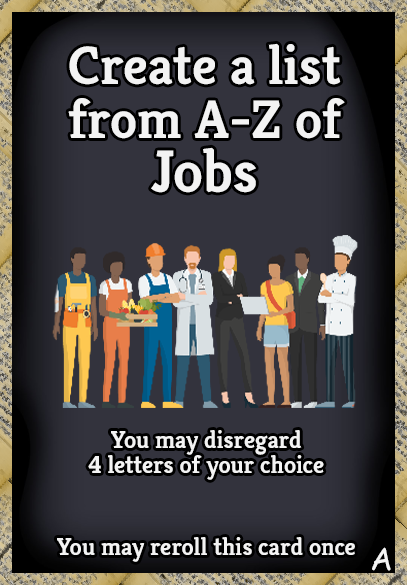 Create a list
from A-Z of
Jobs
You may disregard
4 letters of your choice
You may reroll this card once
A